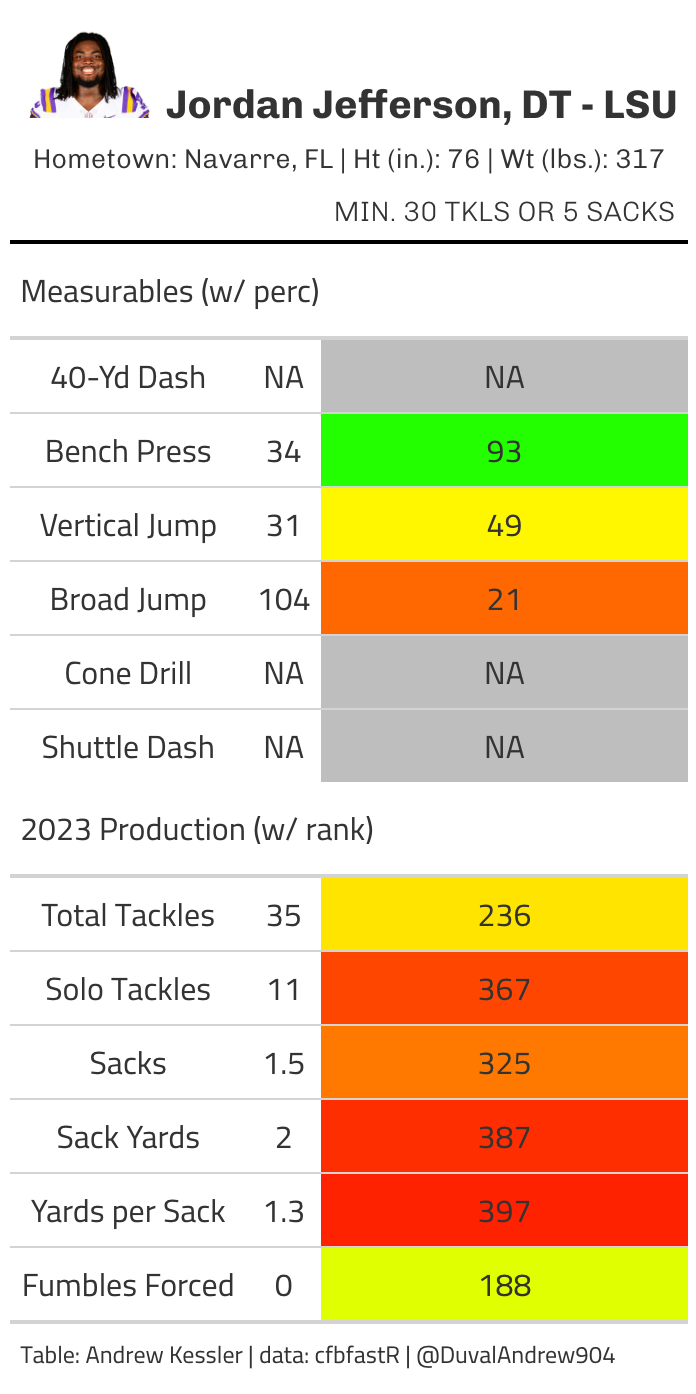 Jordan Jefferson, DT - LSU
Hometown: Navarre, FL | Ht (in.): 76 | Wt (lbs.): 317
MIN. 30 TKLS OR 5 SACKS
Measurables (w/ perc)
40-Yd Dash NA NA
Bench Press 34 93
Vertical Jump 31 49
Broad Jump 104 21
Cone Drill NA NA
Shuttle Dash NA NA
2023 Production (w/ rank)
Total Tackles 35 236
Solo Tackles 11 367
Sacks 1.5 325
Sack Yards 2 387
Yards per Sack 1.3 397
Fumbles Forced 0 188
Table: Andrew Kessler | data: cfbfastR | @DuvalAndrew904